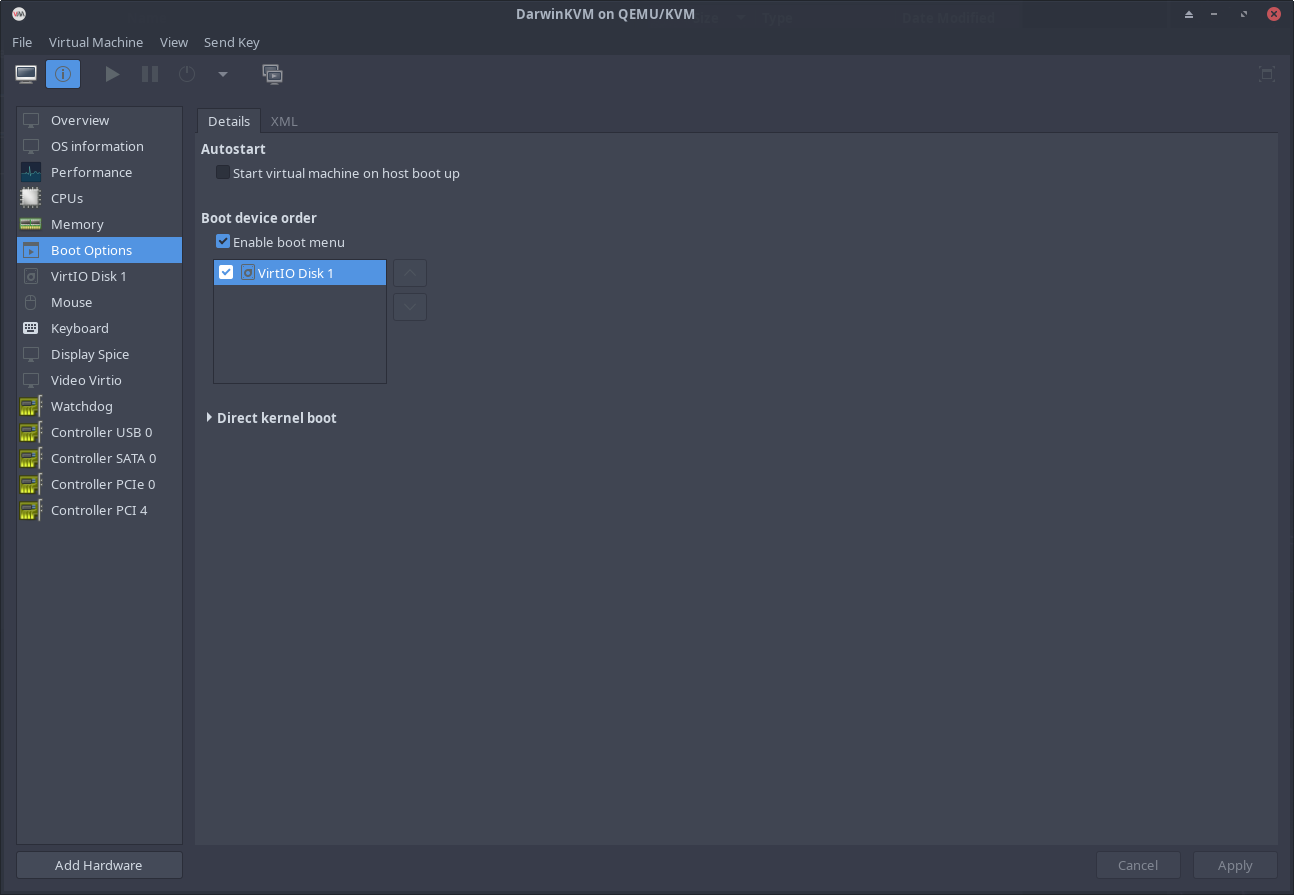 DarwinKVM on QEMU/KVM
Type
Date Modified
File Virtual Machine View Send Key
Overview
OS information
Performance
CPUs
Memory
Boot Options
VirtIO Disk 1
Mouse
Keyboard
Display Spice
Video Virtio
Watchdog
Controller USB 0
Controller SATA 0
Controller PCIe 0
Controller PCI 4
Add Hardware
Details XML
Autostart
Start virtual machine on host boot up
Boot device order
Enable boot menu
VirtIO Disk 1
Direct kernel boot
Cancel Apply